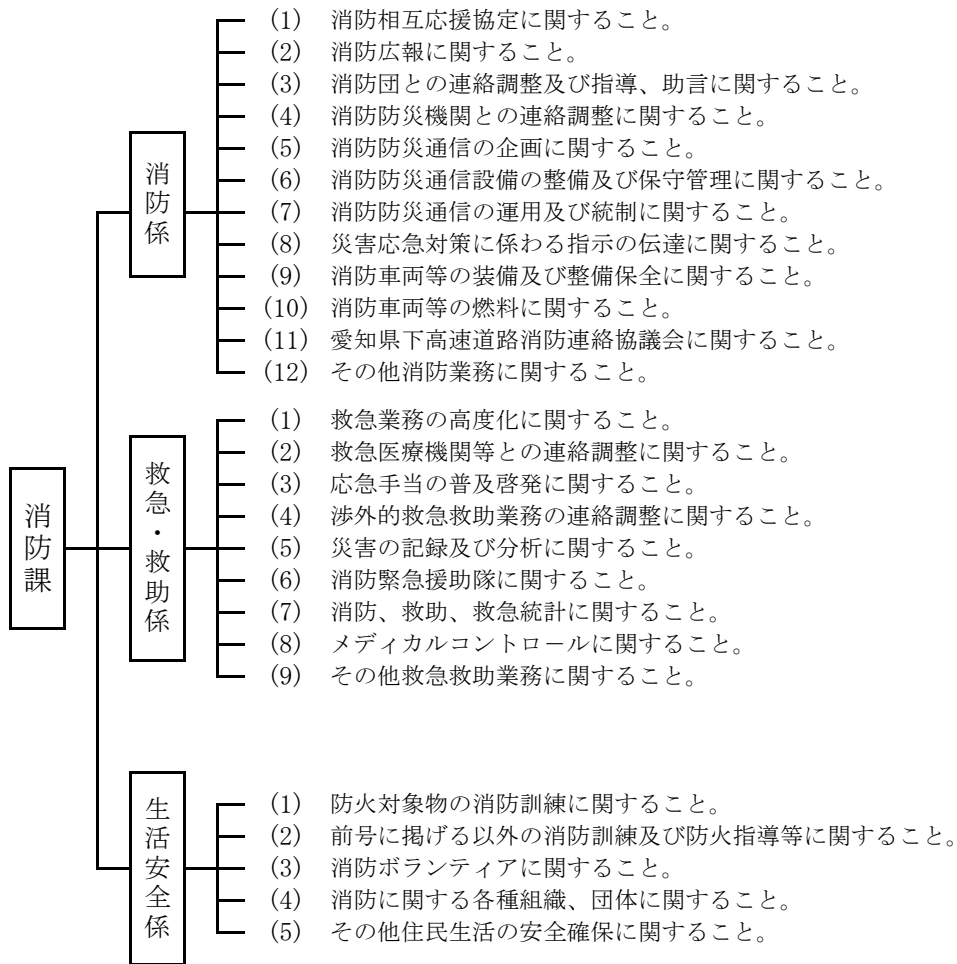 消防課
消防係
(1) 消防相互応援協定に関すること。
(2) 消防広報に関すること。
(3) 消防団との連絡調整及び指導、助言に関すること。
(4) 消防防災機関との連絡調整に関すること。
(5) 消防防災通信の企画に関すること。
(6) 消防防災通信設備の整備及び保守管理に関すること。
(7) 消防防災通信の運用及び統制に関すること。
(8) 災害応急対策に係わる指示の伝達に関すること。
(9) 消防車両等の装備及び整備保全に関すること。
(10) 消防車両等の燃料に関すること。
(11) 愛知県下高速道路消防連絡協議会に関すること。
(12) その他消防業務に関すること。
救急・救助係
(1) 救急業務の高度化に関すること。
(2) 救急医療機関等との連絡調整に関すること。
(3) 応急手当の普及啓発に関すること。
(4) 渉外的救急救助業務の連絡調整に関すること。
(5) 災害の記録及び分析に関すること。
(6) 消防緊急援助隊に関すること。
(7) 消防、救助、救急統計に関すること。
(8) メディカルコントロールに関すること。
(9) その他救急救助業務に関すること。
生活安全係
(1) 防火対象物の消防訓練に関すること。
(2) 前号に掲げる以外の消防訓練及び防火指導等に関すること。
(3) 消防ボランティアに関すること。
(4) 消防に関する各種組織、団体に関すること。
(5) その他住民生活の安全確保に関すること。